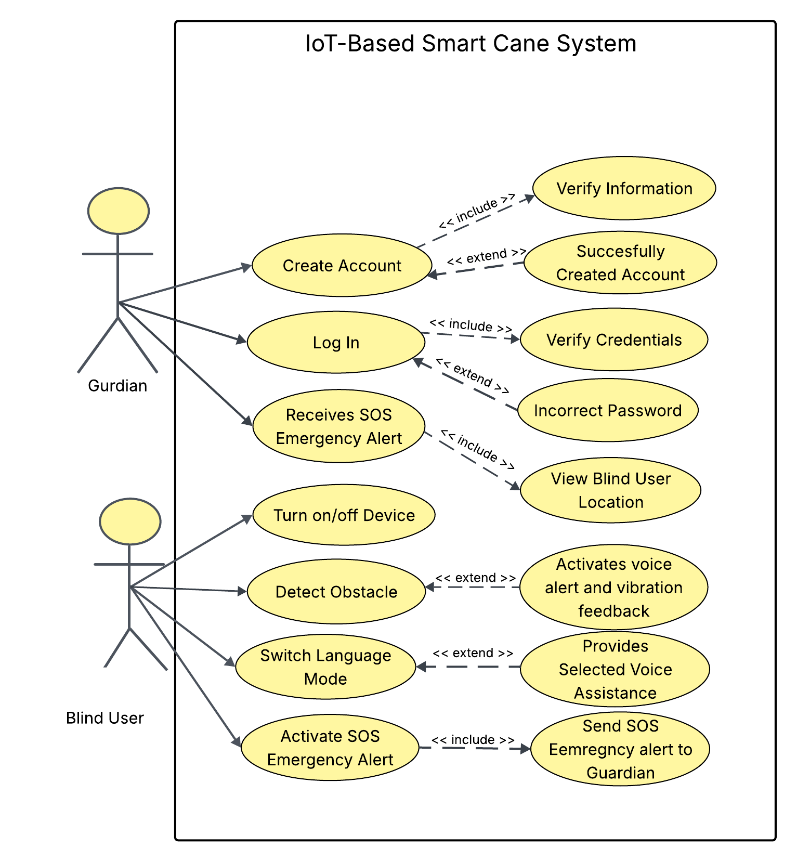 IoT-Based Smart Cane System
Verify Information
<< include >>
Create Account
<< extend >>
Succesfully
Created Account
Log In
<< include >>
Verify Credentials
<< extend >>
Incorrect Password
Gurdian
Receives SOS
Emergency Alert
<< include >>
View Blind User
Location
Turn on/off Device
Detect Obstacle
<< extend >>
Activates voice
alert and vibration
feedback
Switch Language
Mode
<< extend >>
Provides
Selected Voice
Assistance
Blind User
Activate SOS
Emergency Alert
<< include >>
Send SOS
Eemregncy alert to
Guardian